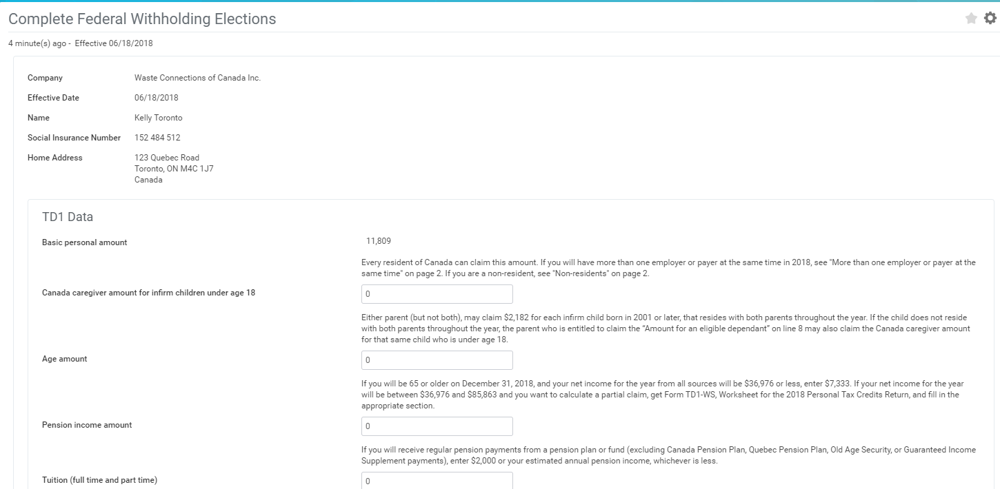 Complete Federal Withholding Elections
4 minute(s) ago - Effective 06/18/2018
Company Waste Connections of Canada Inc.
Effective Date 06/18/2018
Name Kelly Toronto
Social Insurance Number 152 484 512
Home Address 123 Quebec Road
Toronto, ON M4C 1J7
Canada
TD1 Data
Basic personal amount 11,809
Every resident of Canada can claim this amount. If you will have more than one employer or payer at the same time in 2018, see "More than one employer or payer at the
same time" on page 2. If you are a non-resident, see "Non-residents" on page 2.
Canada caregiver amount for infirm children under age 18 0
Either parent (but not both), may claim $2,182 for each infirm child born in 2001 or later, that resides with both parents throughout the year. If the child does not reside
with both parents throughout the year, the parent who is entitled to claim the “Amount for an eligible dependant” on line 8 may also claim the Canada caregiver amount
for that same child who is under age 18.
Age amount 0
If you will be 65 or older on December 31, 2018, and your net income for the year from all sources will be $36,976 or less, enter $7,333. If your net income for the year
will be between $36,976 and $85,863 and you want to calculate a partial claim, get Form TD1-WS, Worksheet for the 2018 Personal Tax Credits Return, and fill in the
appropriate section.
Pension income amount 0
If you will receive regular pension payments from a pension plan or fund (excluding Canada Pension Plan, Quebec Pension Plan, Old Age Security, or Guaranteed Income
Supplement payments), enter $2,000 or your estimated annual pension income, whichever is less.
Tuition (full time and part time) 0